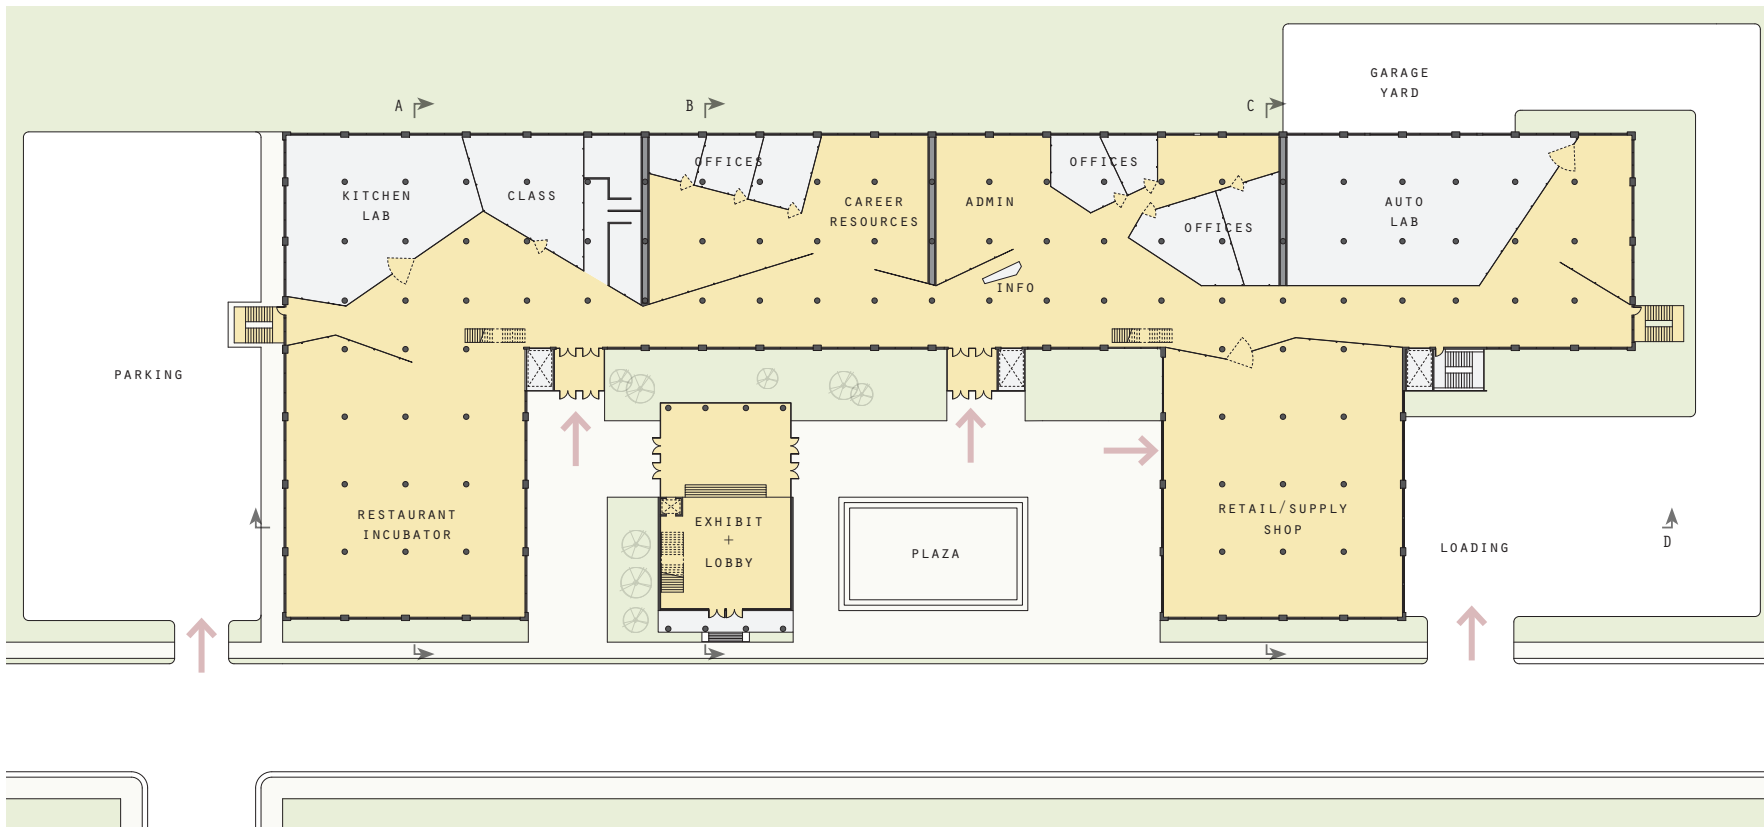 GARAGE
YARD
A
B
C
OFFICES
OFFICES
KITCHEN
LAB
CLASS
CAREER
RESOURCES
ADMIN
AUTO
LAB
OFFICES
INFO
PARKING
RESTAURANT
INCUBATOR
EXHIBIT
+
LOBBY
PLAZA
RETAIL/SUPPLY
SHOP
LOADING
D